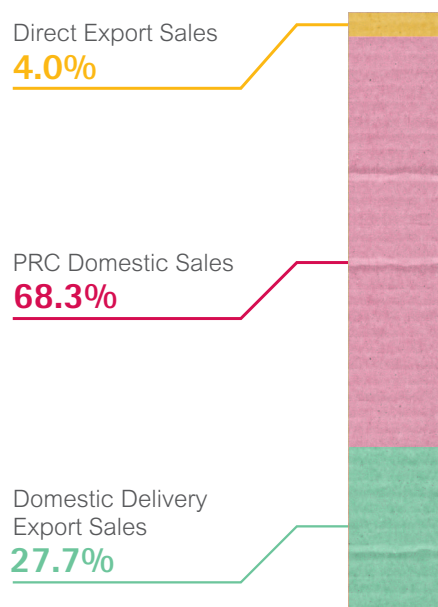 Direct Export Sales
4.0%
PRC Domestic Sales
68.3%
Domestic Delivery
Export Sales
27.7%